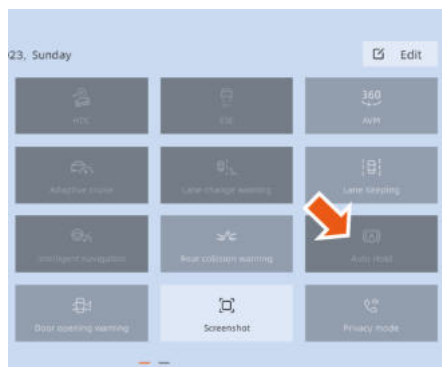 23, Sunday
Edit
HDC
360
AVM
Adaptive cruise
Lane change warning
Lane keeping
Intelligent navigation
Rear collision warning
Auto Hold
Door opening warning
Screenshot
Privacy mode